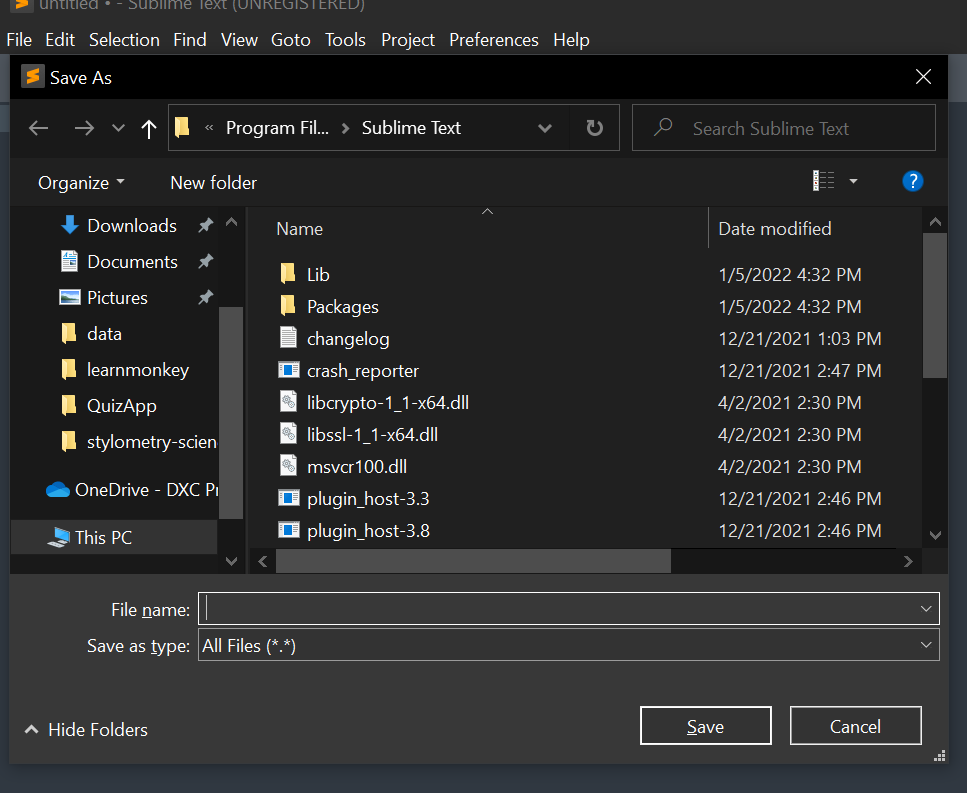 untitled • - Sublime Text (UNREGISTERED)
File Edit Selection Find View Goto Tools Project Preferences Help
Save As
« Program Fil... Sublime Text
Search Sublime Text
Organize New folder
?
Downloads
Documents
Pictures
data
learnmonkey
QuizApp
stylometry-scien
OneDrive - DXC Pr
This PC
Name Date modified
Lib 1/5/2022 4:32 PM
Packages 1/5/2022 4:32 PM
changelog 12/21/2021 1:03 PM
crash_reporter 12/21/2021 2:47 PM
libcrypto-1_1-x64.dll 4/2/2021 2:30 PM
libssl-1_1-x64.dll 4/2/2021 2:30 PM
msvcr100.dll 4/2/2021 2:30 PM
plugin_host-3.3 12/21/2021 2:46 PM
plugin_host-3.8 12/21/2021 2:46 PM
File name:
Save as type: All Files (*.*)
Hide Folders
Save Cancel